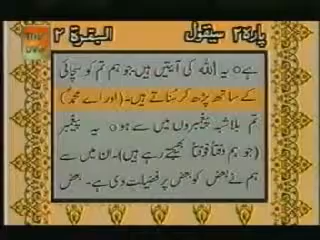 پارہ ۲ سیقول
البقرة ۲
ہے ○ یہ اللہ کی آیتیں ہیں۔ جو ہم تم کو سچائی
کے ساتھ پڑھ کر سناتے ہیں۔ (اور اے محمدؐ)
تم بلاشبہ پیغمبروں میں سے ہو ○ یہ پیغمبر
(جو ہم وقتاً فوقتاً بھیجتے رہے ہیں) ان میں سے
ہم نے بعض کو بعض پر فضیلت دی ہے۔ بعض